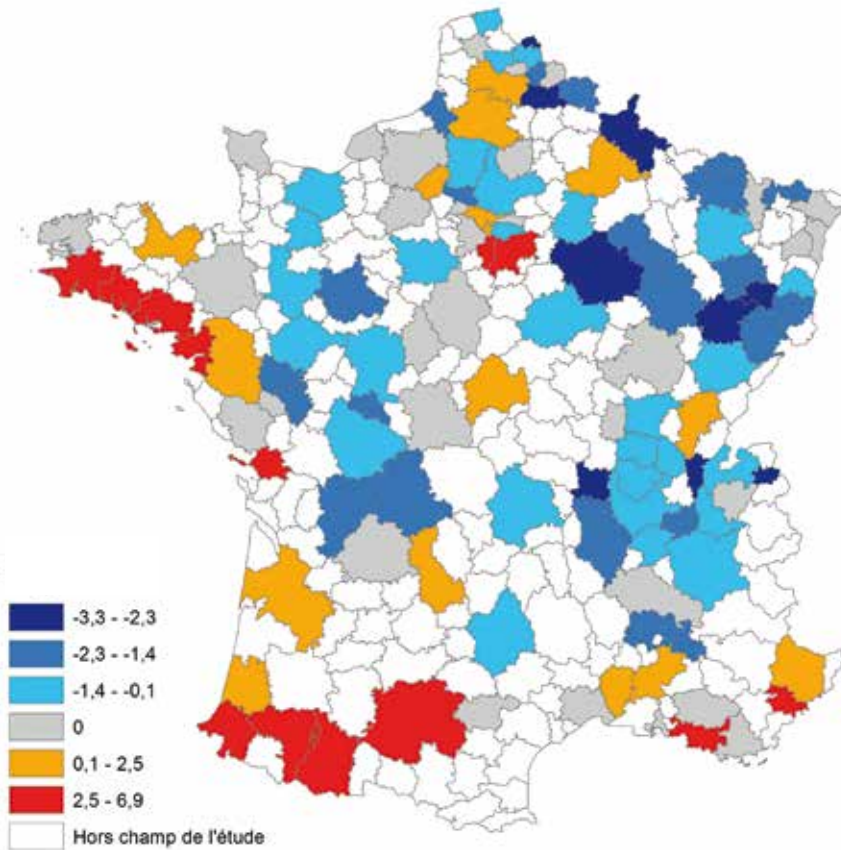 -3,3 - -2,3
-2,3 - -1,4
-1,4 - -0,1
0
0,1 - 2,5
2,5 - 6,9
Hors champ de l'étude